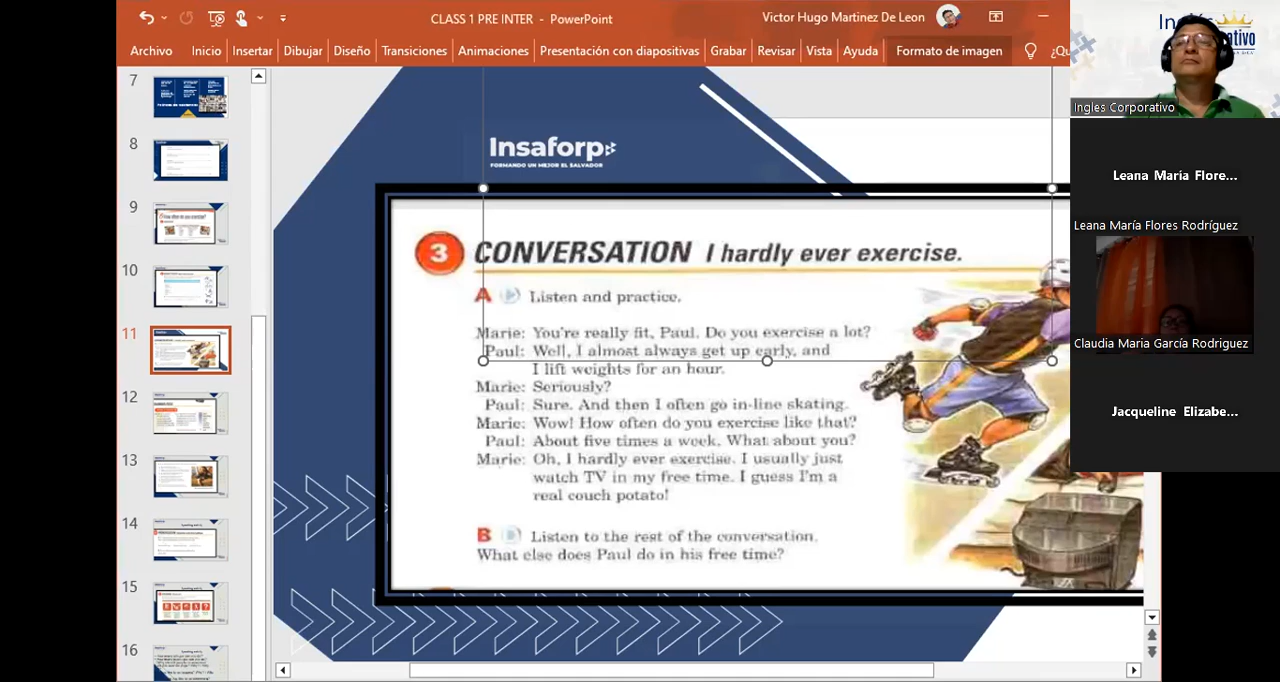 CLASS 1 PRE INTER - PowerPoint
Victor Hugo Martinez De Leon
Archivo Inicio Insertar Dibujar Diseño Transiciones Animaciones Presentación con diapositivas Grabar Revisar Vista Ayuda Formato de imagen ¿Qu
7
8
9
10
11
12
13
14
15
16
Insaforp
FORMANDO UN MEJOR EL SALVADOR
3 CONVERSATION I hardly ever exercise.
A Listen and practice.
Marie: You're really fit, Paul. Do you exercise a lot?
Paul: Well, I almost always get up early, and
I lift weights for an hour.
Marie: Seriously?
Paul: Sure. And then I often go in-line skating.
Marie: Wow! How often do you exercise like that?
Paul: About five times a week. What about you?
Marie: Oh, I hardly ever exercise. I usually just
watch TV in my free time. I guess I'm a
real couch potato!
B Listen to the rest of the conversation.
What else does Paul do in his free time?
Ingles Corporativo
Leana María Flore...
Leana María Flores Rodríguez
Claudia Maria García Rodriguez
Jacqueline Elizabe...